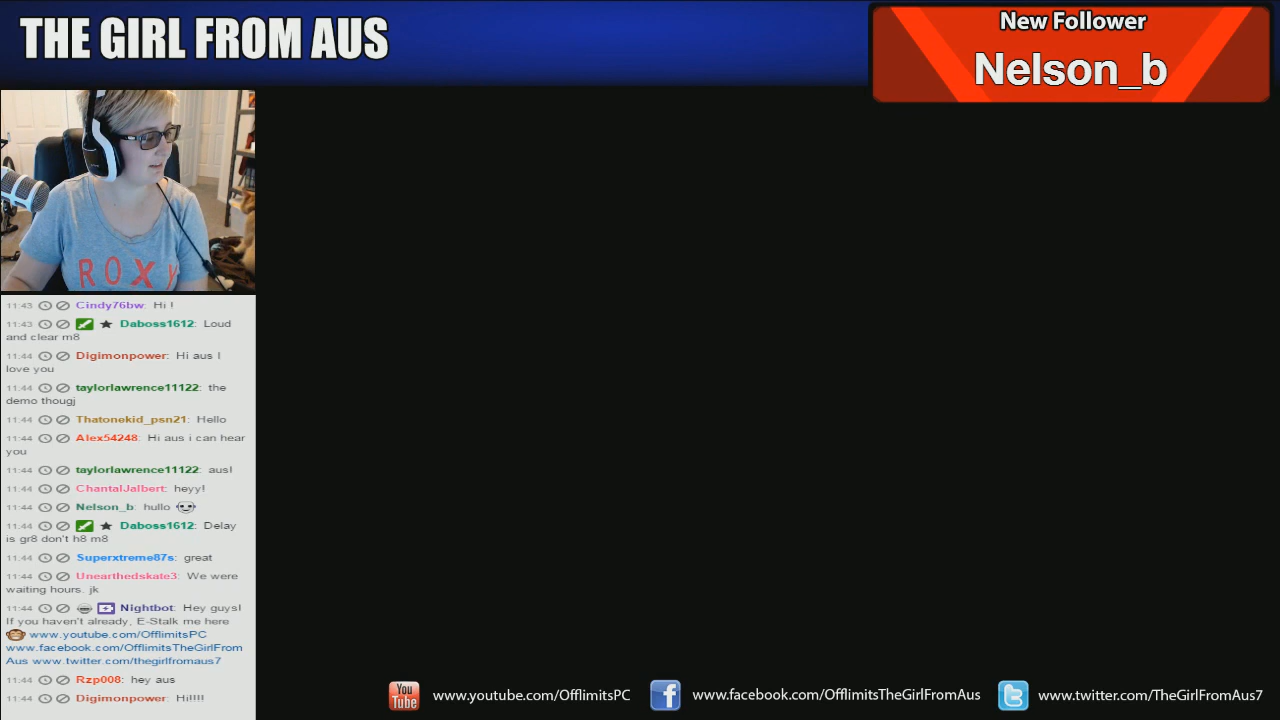 THE GIRL FROM AUS
New Follower
Nelson_b
ROXY
11:43 Cindy76bw: Hi !
11:43 Daboss1612: Loud
and clear m8
11:44 Digimonpower: Hi aus I
love you
11:44 taylorlawrence11122: the
demo thougj
11:44 Thatonekid_psn21: Hello
11:44 Alex54248: Hi aus i can hear
you
11:44 taylorlawrence11122: aus!
11:44 ChantalJalbert: heyy!
11:44 Nelson_b: hullo
11:44 Daboss1612: Delay
is gr8 don't h8 m8
11:44 Superxtreme87s: great
11:44 Unearthedskate3: We were
waiting hours. jk
11:44 Nightbot: Hey guys!
If you haven't already, E-Stalk me here
www.youtube.com/OfflimitsPC
www.facebook.com/OfflimitsTheGirlFrom
Aus www.twitter.com/thegirlfromaus7
11:44 Rzp008: hey aus
11:44 Digimonpower: Hi!!!!
You Tube www.youtube.com/OfflimitsPC www.facebook.com/OfflimitsTheGirlFromAus www.twitter.com/TheGirlFromAus7